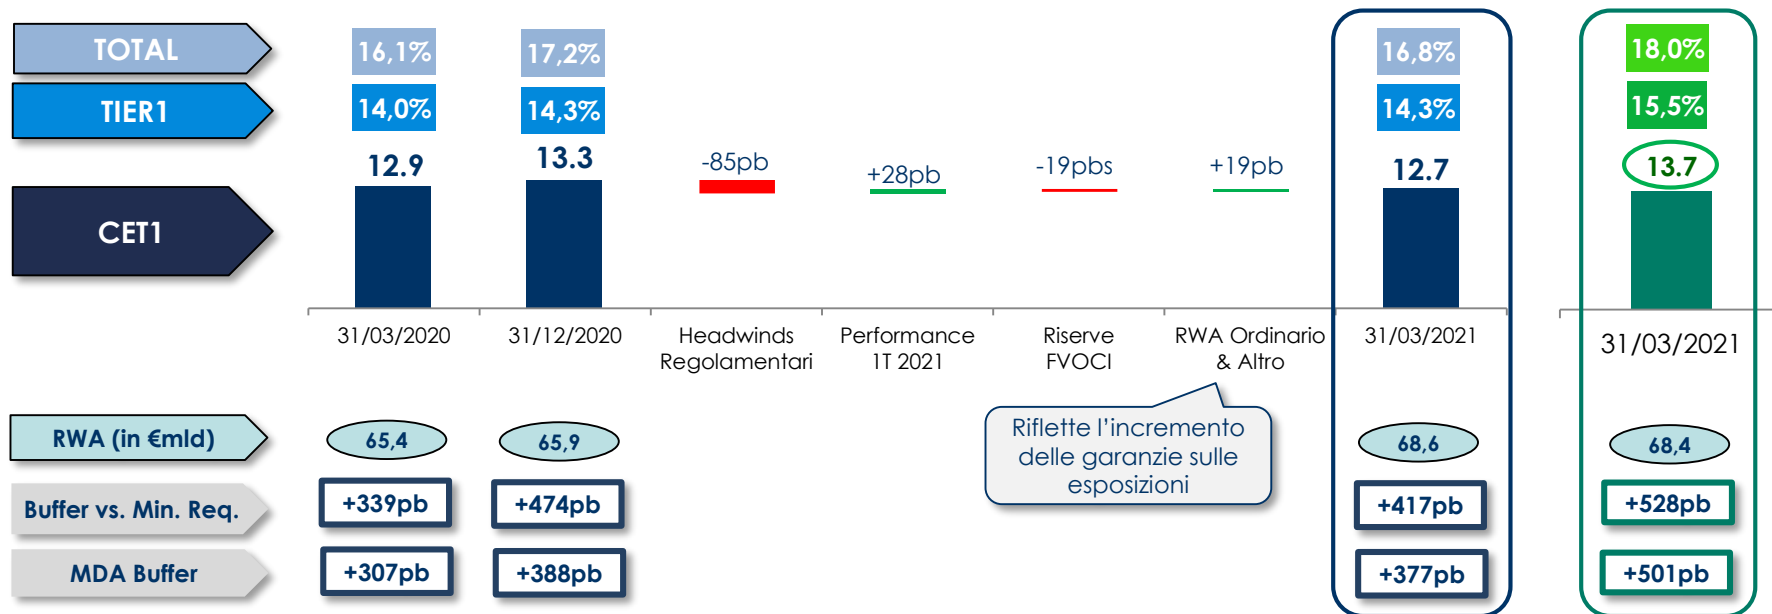 TOTAL
16,1%
17,2%
16,8%
18,0%
TIER1
14,0%
14,3%
14,3%
15,5%
CET1
12.9
13.3
-85pb
+28pb
-19pbs
+19pb
12.7
13.7
31/03/2020
31/12/2020
Headwinds
Regolamentari
Performance
1T 2021
Riserve
FVOCI
RWA Ordinario
& Altro
31/03/2021
31/03/2021
Riflette l'incremento
delle garanzie sulle
esposizioni
RWA (in €mld)
65,4
65,9
68,6
68,4
Buffer vs. Min. Req.
+339pb
+474pb
+417pb
+528pb
MDA Buffer
+307pb
+388pb
+377pb
+501pb